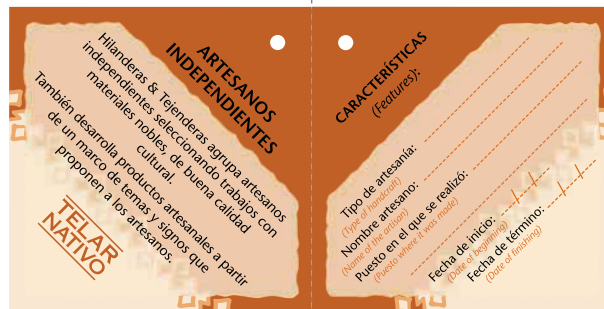 ARTESANOS
INDEPENDIENTES
Hilanderas & Tejenderas agrupa artesanos
independientes seleccionando trabajos con
materiales nobles, de buena calidad
cultural.
También desarrolla productos artesanales a partir
de un marco de temas y signos que
proponen a los artesanos.
TELAR
NATIVO
CARACTERÍSTICAS
(Features):
Tipo de artesanía:
(Type of handcraft)
Nombre artesano:
(Name of the artisan)
Puesto en el que se realizó:
(Puesto where it was made)
Fecha de inicio:
(Date of beginning)
Fecha de término:
(Date of finishing)